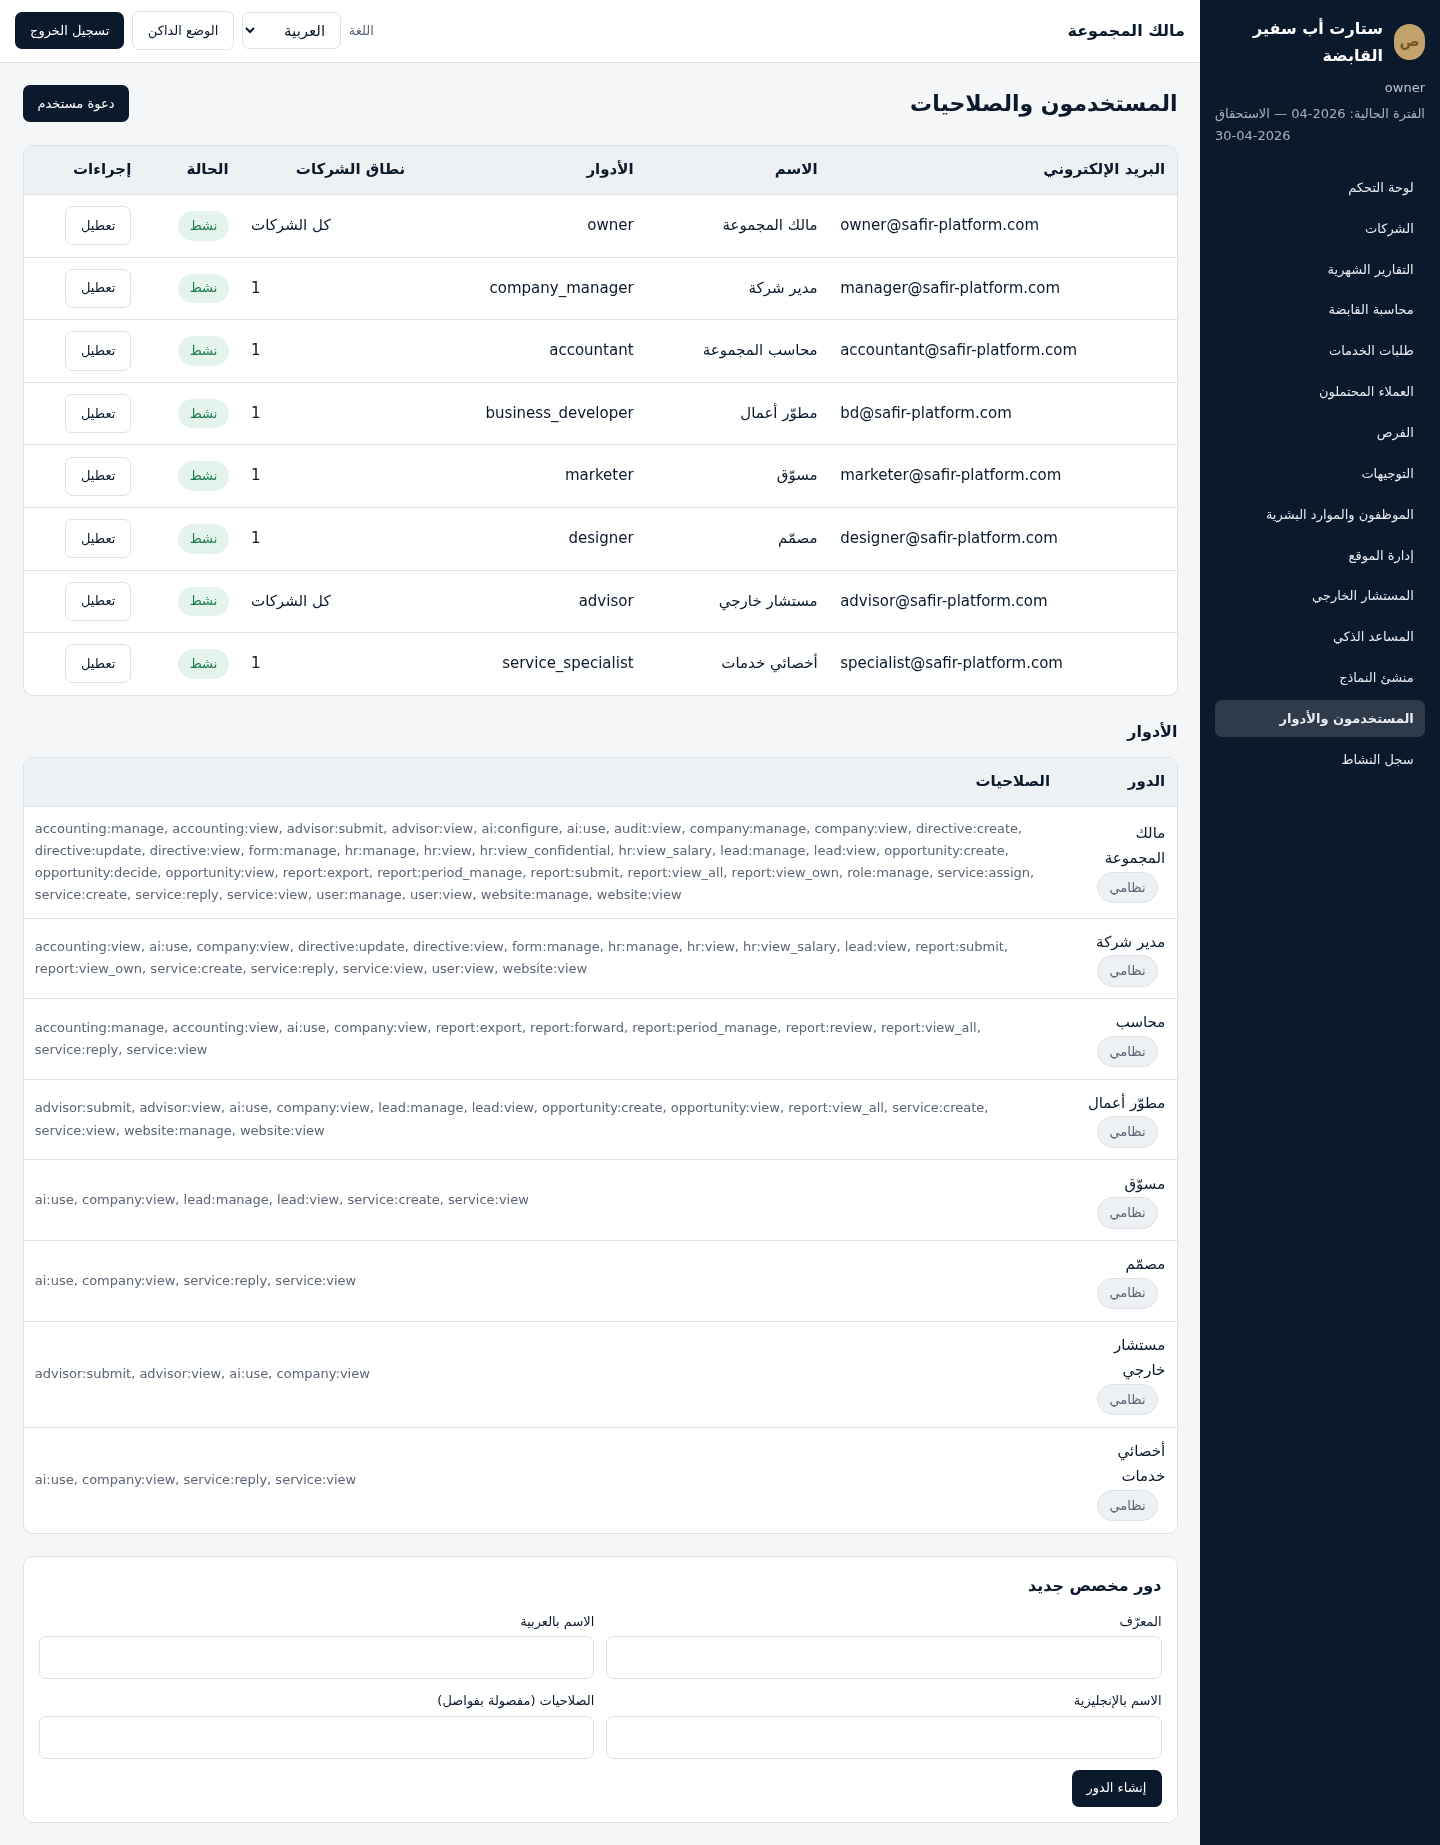 ص
ستارت أب سفير
القابضة
owner
الفترة الحالية: 2026-04 — الاستحقاق
2026-04-30
لوحة التحكم
الشركات
التقارير الشهرية
محاسبة القابضة
طلبات الخدمات
العملاء المحتملون
الفرص
التوجيهات
الموظفون والموارد البشرية
إدارة الموقع
المستشار الخارجي
المساعد الذكي
منشئ النماذج
المستخدمون والأدوار
سجل النشاط
مالك المجموعة
اللغة العربية الوضع الداكن تسجيل الخروج
المستخدمون والصلاحيات
دعوة مستخدم
البريد الإلكتروني الاسم الأدوار نطاق الشركات الحالة إجراءات
owner@safir-platform.com مالك المجموعة owner كل الشركات نشط تعطيل
manager@safir-platform.com مدير شركة company_manager 1 نشط تعطيل
accountant@safir-platform.com محاسب المجموعة accountant 1 نشط تعطيل
bd@safir-platform.com مطوّر أعمال business_developer 1 نشط تعطيل
marketer@safir-platform.com مسوّق marketer 1 نشط تعطيل
designer@safir-platform.com مصمّم designer 1 نشط تعطيل
advisor@safir-platform.com مستشار خارجي advisor كل الشركات نشط تعطيل
specialist@safir-platform.com أخصائي خدمات service_specialist 1 نشط تعطيل
الأدوار
الدور الصلاحيات
مالك
المجموعة
نظامي
accounting:manage, accounting:view, advisor:submit, advisor:view, ai:configure, ai:use, audit:view, company:manage, company:view, directive:create,
directive:update, directive:view, form:manage, hr:manage, hr:view, hr:view_confidential, hr:view_salary, lead:manage, lead:view, opportunity:create,
opportunity:decide, opportunity:view, report:export, report:period_manage, report:submit, report:view_all, report:view_own, role:manage, service:assign,
service:create, service:reply, service:view, user:manage, user:view, website:manage, website:view
مدير شركة
نظامي
accounting:view, ai:use, company:view, directive:update, directive:view, form:manage, hr:manage, hr:view, hr:view_salary, lead:view, report:submit,
report:view_own, service:create, service:reply, service:view, user:view, website:view
محاسب
نظامي
accounting:manage, accounting:view, ai:use, company:view, report:export, report:forward, report:period_manage, report:review, report:view_all,
service:reply, service:view
مطوّر أعمال
نظامي
advisor:submit, advisor:view, ai:use, company:view, lead:manage, lead:view, opportunity:create, opportunity:view, report:view_all, service:create,
service:view, website:manage, website:view
مسوّق
نظامي
ai:use, company:view, lead:manage, lead:view, service:create, service:view
مصمّم
نظامي
ai:use, company:view, service:reply, service:view
مستشار
خارجي
نظامي
advisor:submit, advisor:view, ai:use, company:view
أخصائي
خدمات
نظامي
ai:use, company:view, service:reply, service:view
دور مخصص جديد
المعرّف الاسم بالعربية
الاسم بالإنجليزية الصلاحيات (مفصولة بفواصل)
إنشاء الدور